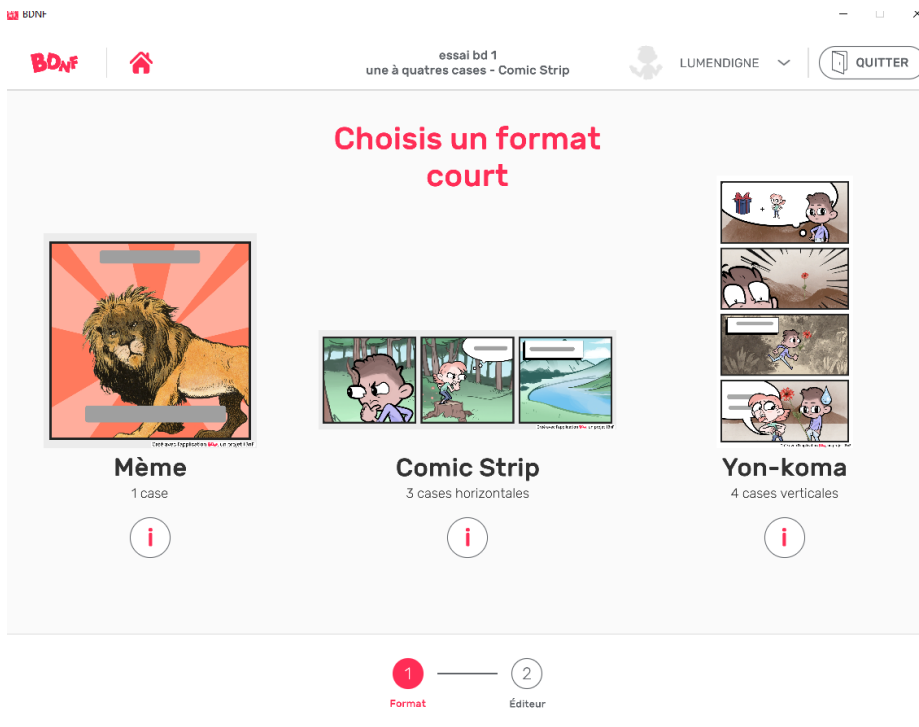 BDNF
BDNF
essai bd 1
une à quatres cases - Comic Strip
LUMENDIGNE
QUITTER
Choisis un format
court
Mème
1 case
i
Comic Strip
3 cases horizontales
i
Yon-koma
4 cases verticales
i
1
2
Format
Éditeur